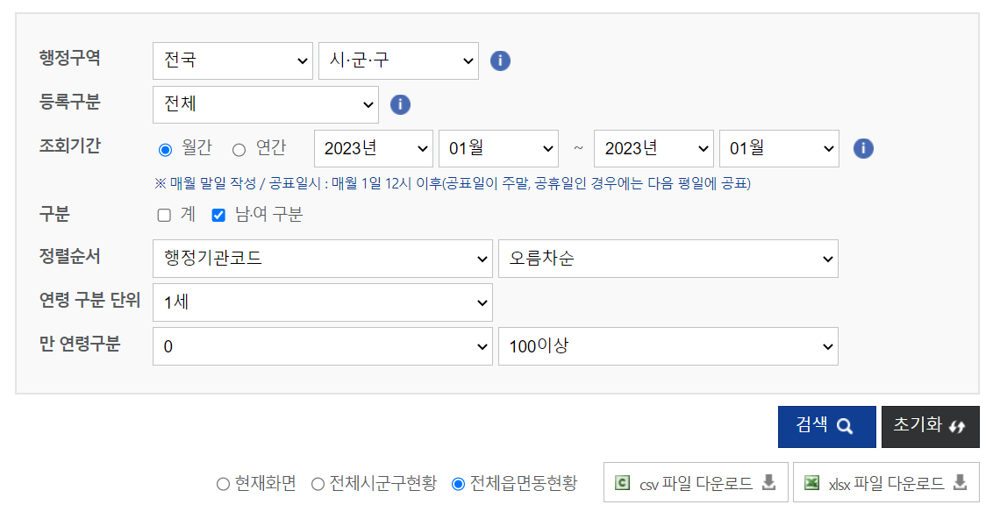 행정구역 전국 시·군·구
등록구분 전체
조회기간 월간 연간 2023년 01월 ~ 2023년 01월
※ 매월 말일 작성 / 공표일시 : 매월 1일 12시 이후(공표일이 주말, 공휴일인 경우에는 다음 평일에 공표)
구분 계 남·여 구분
정렬순서 행정기관코드 오름차순
연령 구분 단위 1세
만 연령구분 0 100이상
검색 초기화
현재화면 전체시군구현황 전체읍면동현황 csv 파일 다운로드 xlsx 파일 다운로드